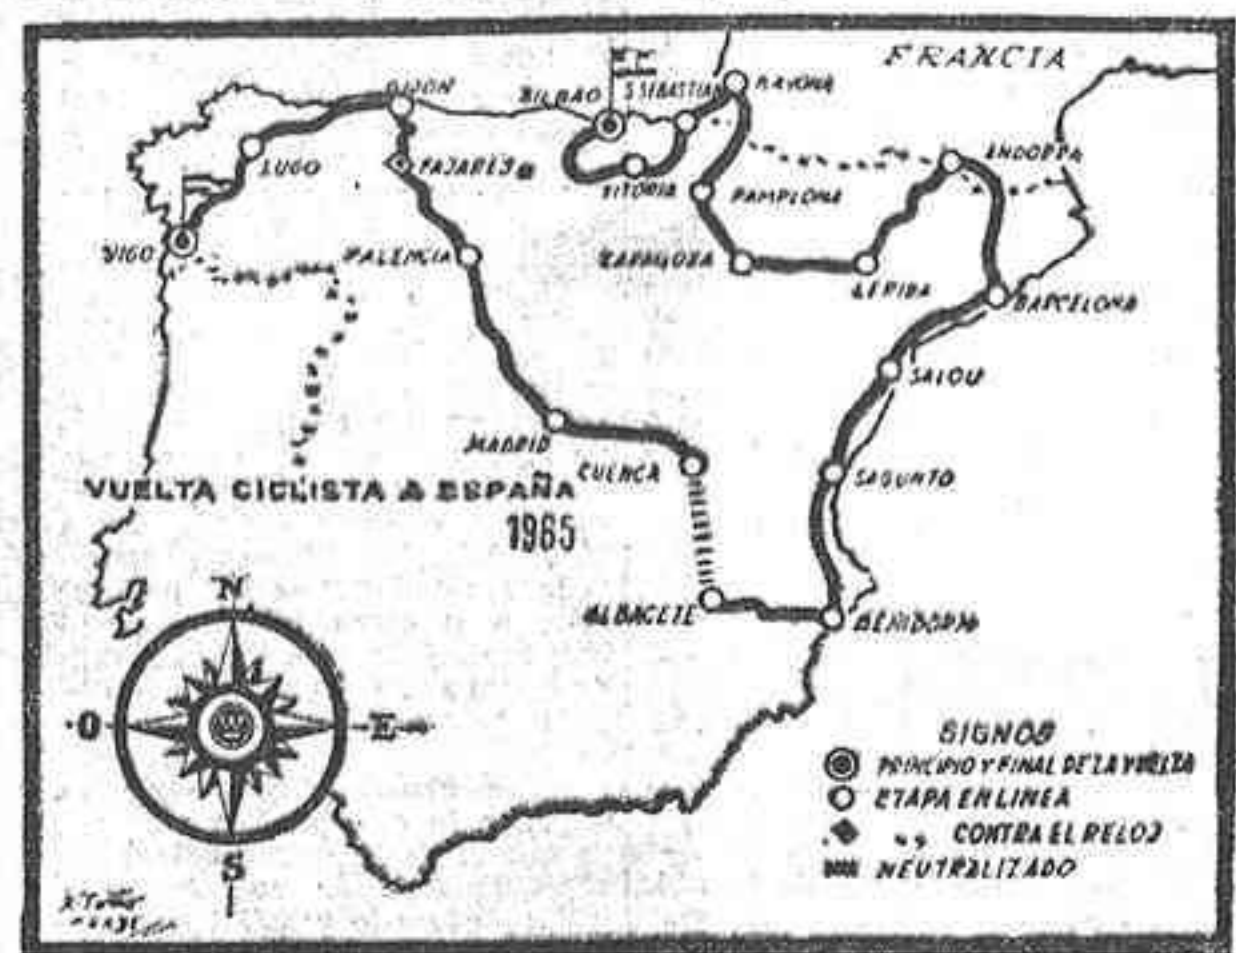 FRANCIA
GIJON
BILBAO
S. SEBASTIAN
BAYONA
LUGO
PAJARES
VITORIA
PAMPLONA
ANDORRA
VIGO
PALENCIA
ZARAGOZA
LERIDA
BARCELONA
SALOU
MADRID
CUENCA
SAGUNTO
VUELTA CICLISTA A ESPAÑA
1965
ALBACETE
BENIDORM
N
O
E
S
SIGNOS
PRINCIPIO Y FINAL DE LA VUELTA
ETAPA EN LINEA
" CONTRA EL RELOJ
NEUTRALIZADO